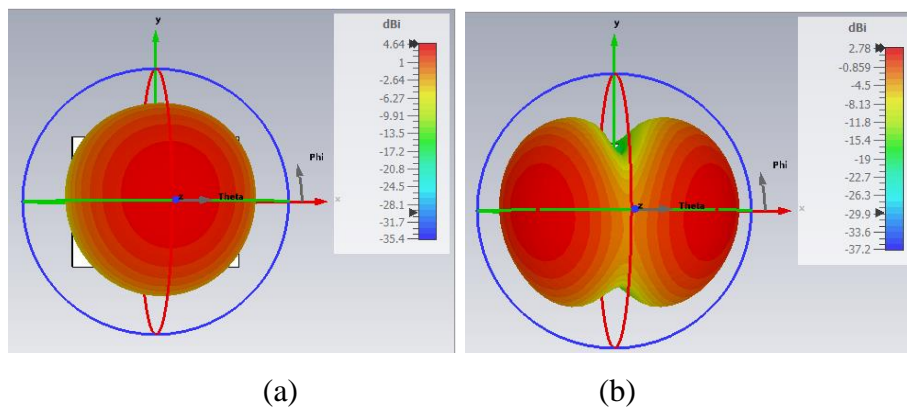 y
dBi
4.64
1
-2.64
-6.27
-9.91
-13.5
-17.2
-20.8
-24.5
-28.1
-31.7
-35.4
Phi
z
Theta
x
(a)
y
dBi
2.78
-0.859
-4.5
-8.13
-11.8
-15.4
-19
-22.7
-26.3
-29.9
-33.6
-37.2
Phi
z
Theta
x
(b)